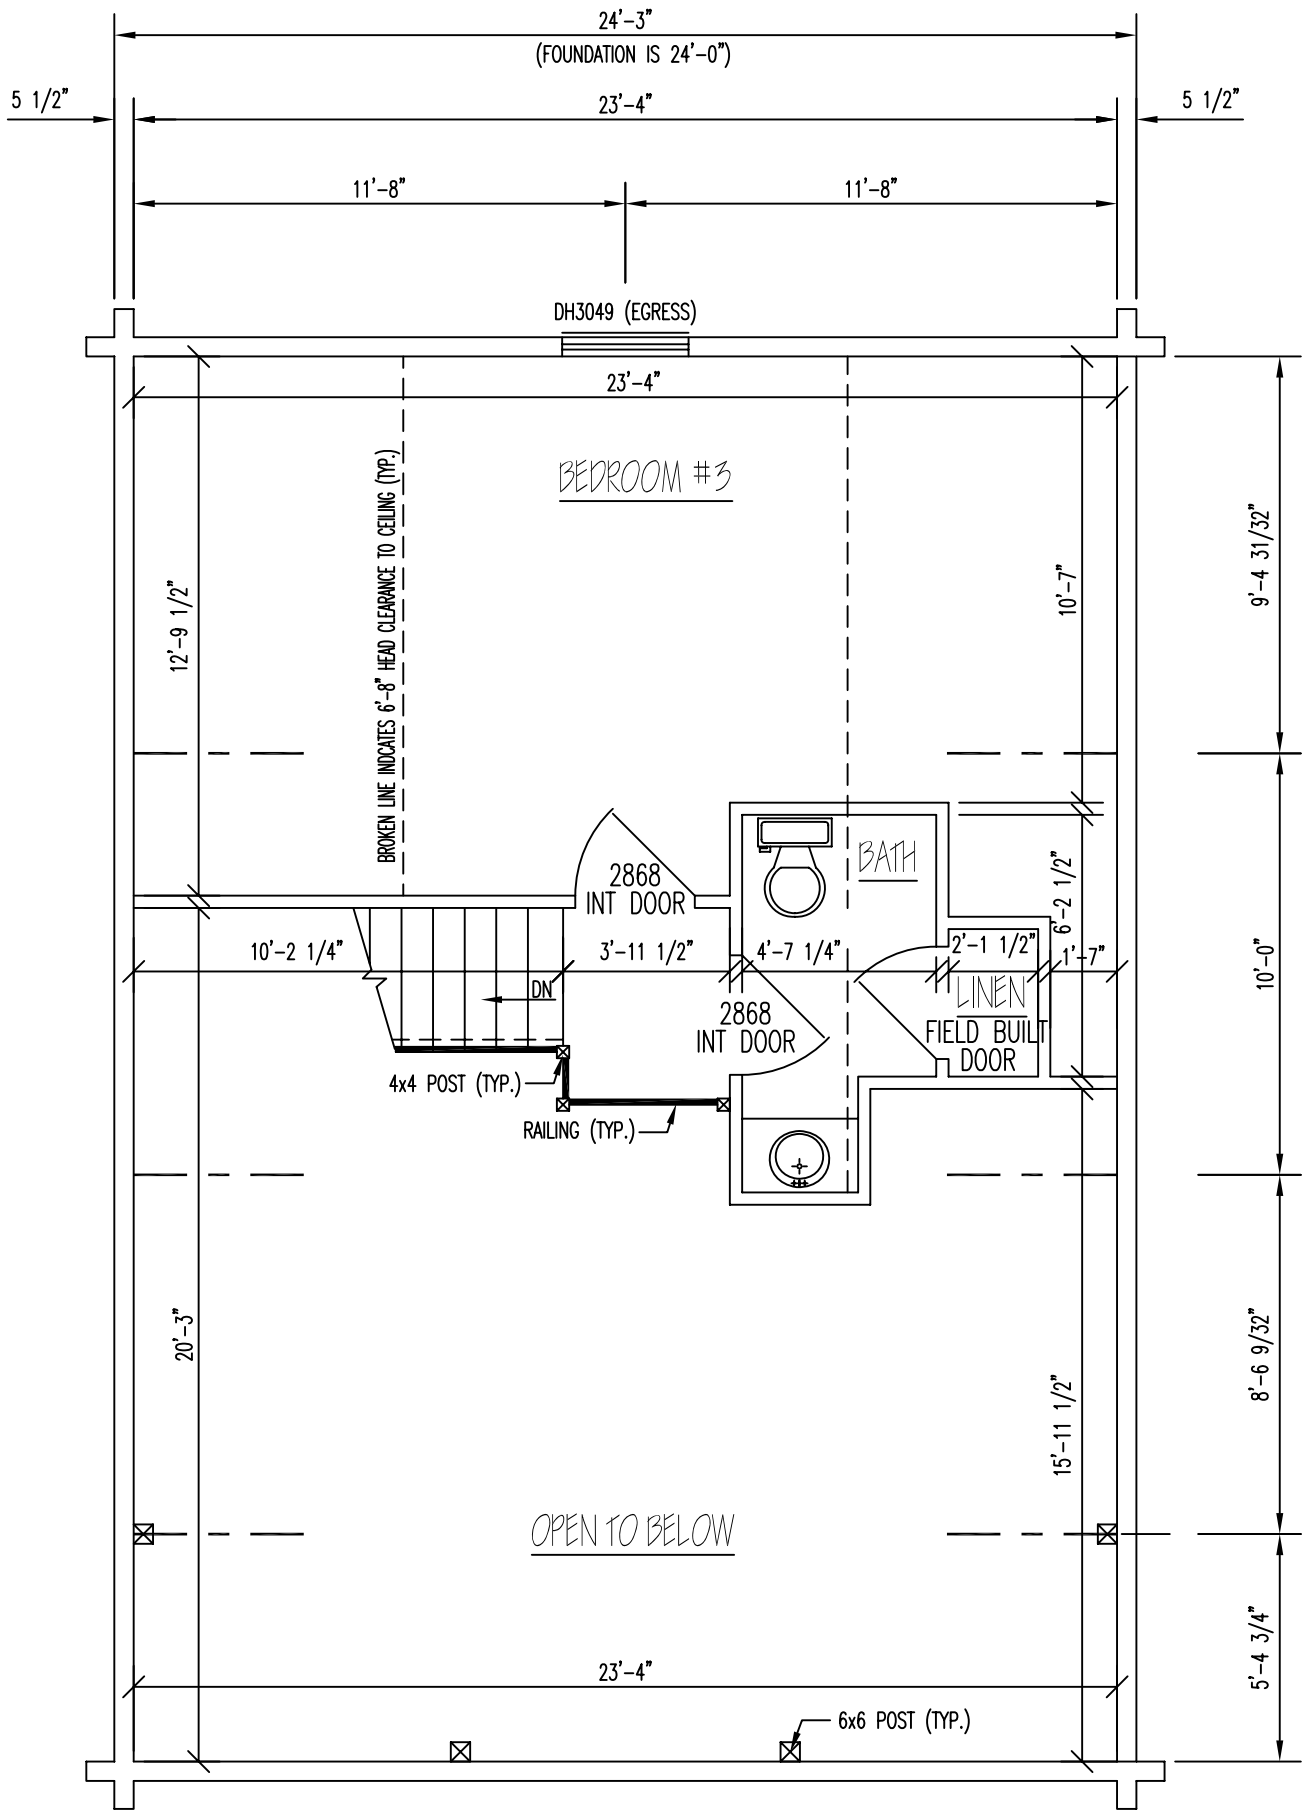 24'-3"
(FOUNDATION IS 24'-0")
5 1/2"
23'-4"
5 1/2"
11'-8"
11'-8"
DH3049 (EGRESS)
23'-4"
BEDROOM #3
BROKEN LINE INDCATES 6'-8" HEAD CLEARANCE TO CEILING (TYP.)
9'-4 31/32"
12'-9 1/2"
10'-7"
BATH
2868
INT DOOR
6'-2 1/2"
10'-2 1/4"
3'-11 1/2"
4'-7 1/4"
2'-1 1/2"
1'-7"
10'-0"
DN
LINEN
2868
INT DOOR
FIELD BUILT
DOOR
4x4 POST (TYP.)
RAILING (TYP.)
20'-3"
8'-6 9/32"
15'-11 1/2"
OPEN TO BELOW
5'-4 3/4"
23'-4"
6x6 POST (TYP.)